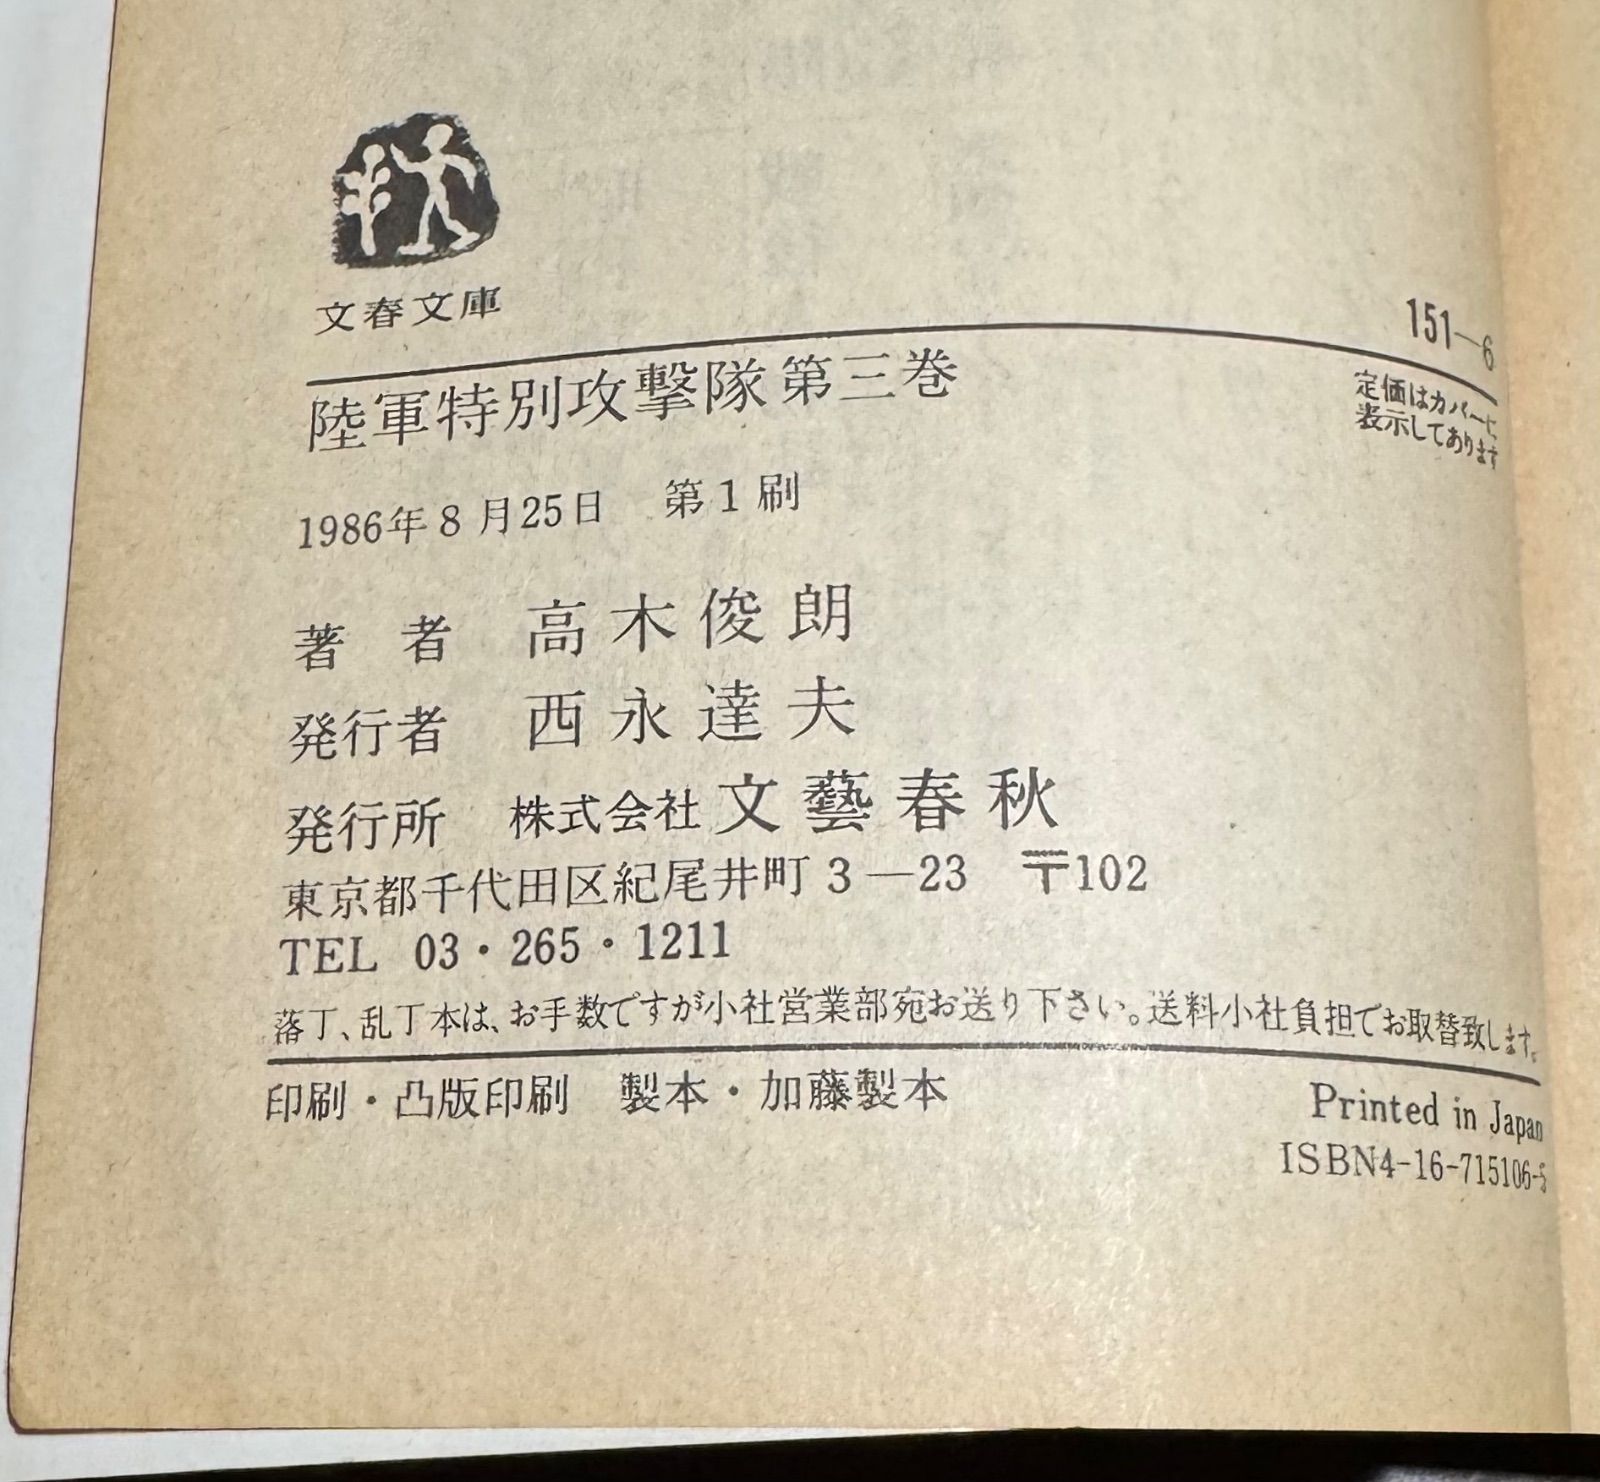 文春文庫
151—6
定価はカバーに
表示してあります
陸軍特別攻撃隊 第三巻
1986年8月25日 第1刷
著 者 高木俊朗
発行者 西永達夫
発行所 株式会社 文藝春秋
東京都千代田区紀尾井町3—23 〒102
TEL 03・265・1211
落丁、乱丁本は、お手数ですが小社営業部宛お送り下さい。送料小社負担でお取替致します。
印刷・凸版印刷 製本・加藤製本
Printed in Japan
ISBN4-16-715106-5